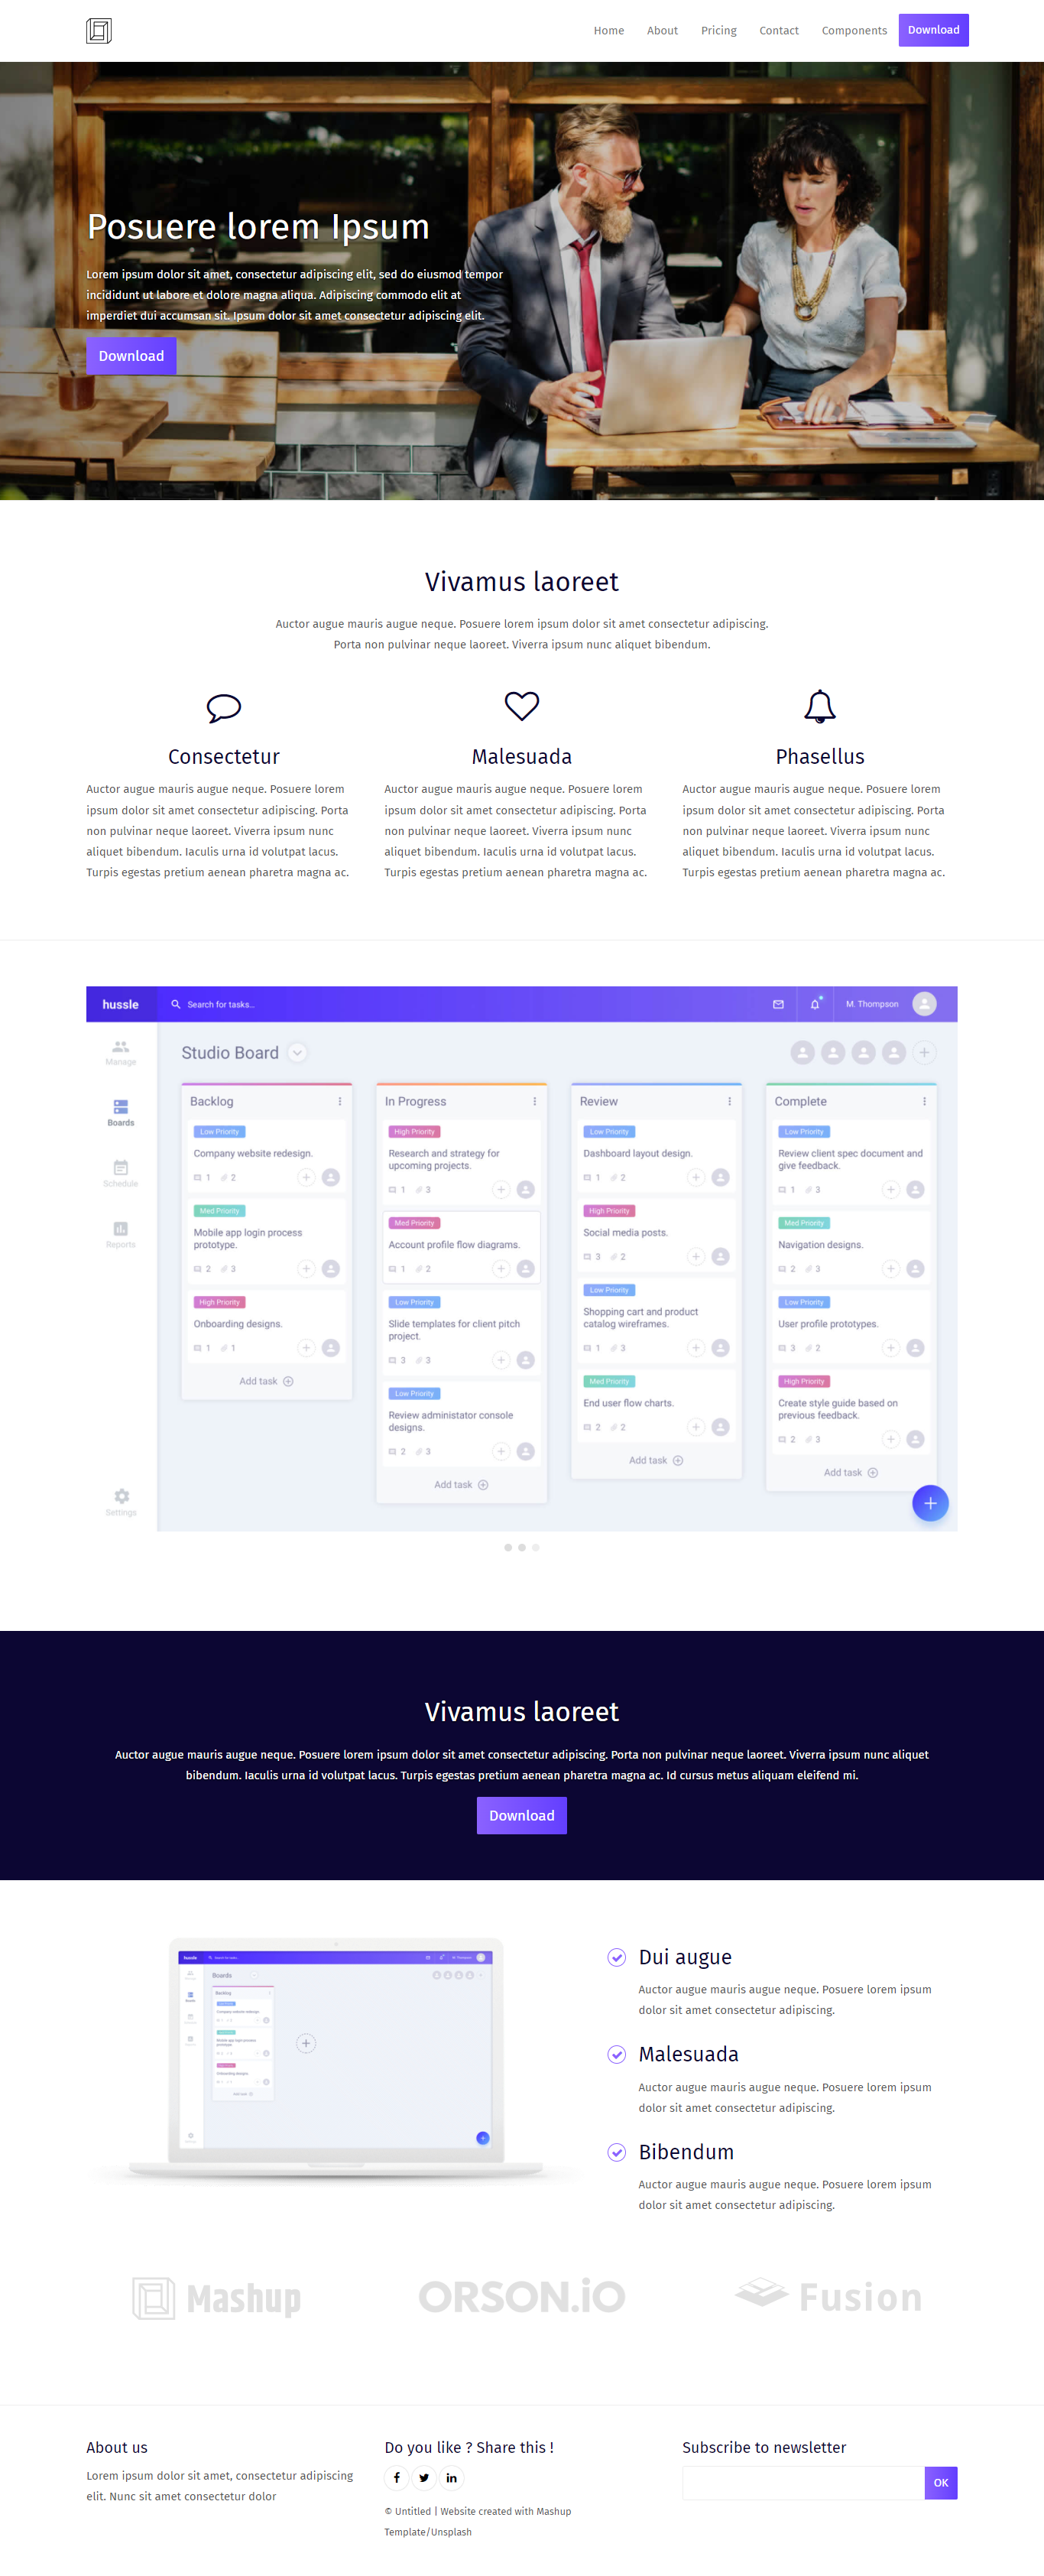 Home About Pricing Contact Components Download
Posuere lorem Ipsum
Lorem ipsum dolor sit amet, consectetur adipiscing elit, sed do eiusmod tempor
incididunt ut labore et dolore magna aliqua. Adipiscing commodo elit at
imperdiet dui accumsan sit. Ipsum dolor sit amet consectetur adipiscing elit.
Download
Vivamus laoreet
Auctor augue mauris augue neque. Posuere lorem ipsum dolor sit amet consectetur adipiscing.
Porta non pulvinar neque laoreet. Viverra ipsum nunc aliquet bibendum.
Consectetur
Auctor augue mauris augue neque. Posuere lorem
ipsum dolor sit amet consectetur adipiscing. Porta
non pulvinar neque laoreet. Viverra ipsum nunc
aliquet bibendum. Iaculis urna id volutpat lacus.
Turpis egestas pretium aenean pharetra magna ac.
Malesuada
Auctor augue mauris augue neque. Posuere lorem
ipsum dolor sit amet consectetur adipiscing. Porta
non pulvinar neque laoreet. Viverra ipsum nunc
aliquet bibendum. Iaculis urna id volutpat lacus.
Turpis egestas pretium aenean pharetra magna ac.
Phasellus
Auctor augue mauris augue neque. Posuere lorem
ipsum dolor sit amet consectetur adipiscing. Porta
non pulvinar neque laoreet. Viverra ipsum nunc
aliquet bibendum. Iaculis urna id volutpat lacus.
Turpis egestas pretium aenean pharetra magna ac.
hussle
Search for tasks...
M. Thompson
Manage
Boards
Schedule
Reports
Settings
Studio Board
Backlog
Low Priority
Company website redesign.
1 2
Med Priority
Mobile app login process
prototype.
2 3
High Priority
Onboarding designs.
1 1
Add task
In Progress
High Priority
Research and strategy for
upcoming projects.
1 3
Med Priority
Account profile flow diagrams.
1 2
Low Priority
Slide templates for client pitch
project.
3 3
Low Priority
Review administator console
designs.
2 3
Add task
Review
Low Priority
Dashboard layout design.
1 2
High Priority
Social media posts.
3 2
Low Priority
Shopping cart and product
catalog wireframes.
1 3
Med Priority
End user flow charts.
2 2
Add task
Complete
Low Priority
Review client spec document and
give feedback.
1 3
Med Priority
Navigation designs.
2 3
Low Priority
User profile prototypes.
3 2
High Priority
Create style guide based on
previous feedback.
2 3
Add task
Vivamus laoreet
Auctor augue mauris augue neque. Posuere lorem ipsum dolor sit amet consectetur adipiscing. Porta non pulvinar neque laoreet. Viverra ipsum nunc aliquet
bibendum. Iaculis urna id volutpat lacus. Turpis egestas pretium aenean pharetra magna ac. Id cursus metus aliquam eleifend mi.
Download
hussle
Boards
Backlog
Dui augue
Auctor augue mauris augue neque. Posuere lorem ipsum
dolor sit amet consectetur adipiscing.
Malesuada
Auctor augue mauris augue neque. Posuere lorem ipsum
dolor sit amet consectetur adipiscing.
Bibendum
Auctor augue mauris augue neque. Posuere lorem ipsum
dolor sit amet consectetur adipiscing.
Mashup
ORSON.iO
Fusion
About us
Lorem ipsum dolor sit amet, consectetur adipiscing
elit. Nunc sit amet consectetur dolor
Do you like ? Share this !
© Untitled | Website created with Mashup
Template/Unsplash
Subscribe to newsletter
OK